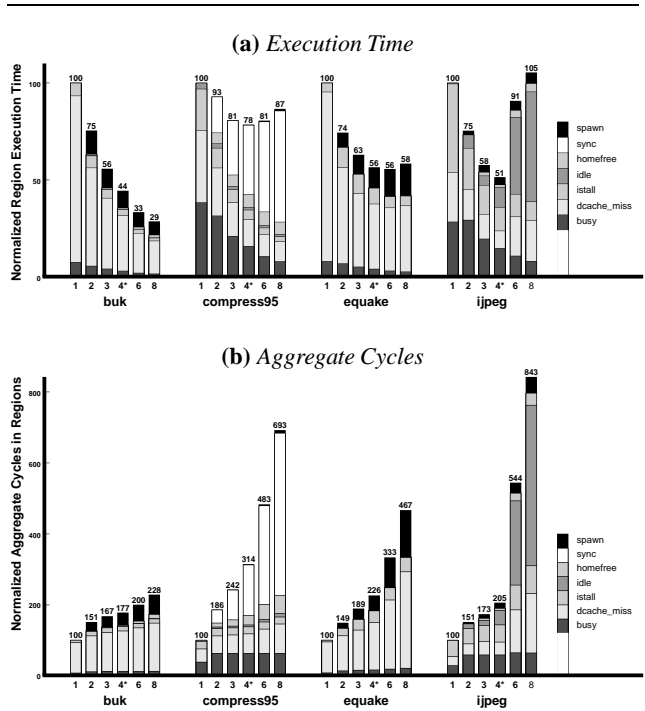 (a) Execution Time
Normalized Region Execution Time
100
50
0
100 75 56 44 33 29
100 93 81 78 81 87
100 74 63 56 56 58
100 75 58 51 91 105
spawn
sync
homefree
idle
istall
dcache_miss
busy
1 2 3 4* 6 8 1 2 3 4* 6 8 1 2 3 4* 6 8 1 2 3 4* 6 8
buk compress95 equake ijpeg
(b) Aggregate Cycles
Normalized Aggregate Cycles in Regions
800
600
400
200
0
100 151 167 177 200 228
100 186 242 314 483 693
100 149 189 226 333 467
100 151 173 205 544 843
spawn
sync
homefree
idle
istall
dcache_miss
busy
1 2 3 4* 6 8 1 2 3 4* 6 8 1 2 3 4* 6 8 1 2 3 4* 6 8
buk compress95 equake ijpeg